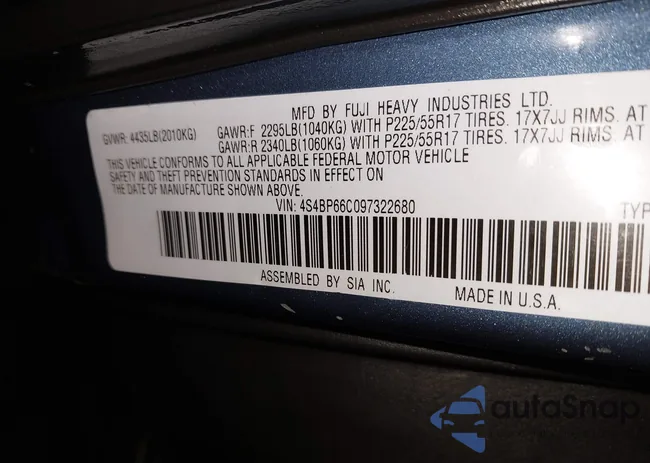 MFD BY FUJI HEAVY INDUSTRIES LTD.
GVWR: 4435LB(2010KG) GAWR:F 2295LB(1040KG) WITH P225/55R17 TIRES. 17X7JJ RIMS. AT
GAWR:R 2340LB(1060KG) WITH P225/55R17 TIRES. 17X7JJ RIMS. AT
THIS VEHICLE CONFORMS TO ALL APPLICABLE FEDERAL MOTOR VEHICLE
SAFETY AND THEFT PREVENTION STANDARDS IN EFFECT ON
THE DATE OF MANUFACTURE SHOWN ABOVE.
VIN: 4S4BP66C097322680 TYP
ASSEMBLED BY SIA INC. MADE IN U.S.A.
autoSnap